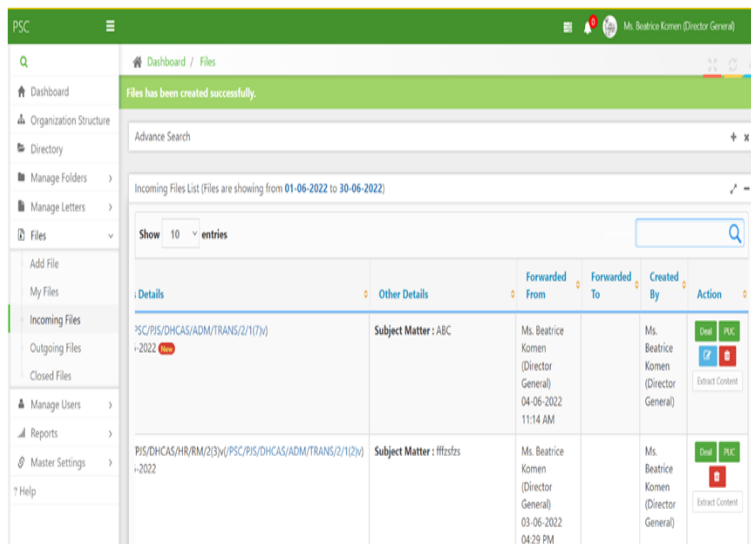 PSC
0
Ms. Beatrice Komen (Director General)
Dashboard / Files
Files has been created successfully.
Dashboard
Organization Structure
Directory
Manage Folders
Manage Letters
Files
Add File
My Files
Incoming Files
Outgoing Files
Closed Files
Manage Users
Reports
Master Settings
? Help
Advance Search
Incoming Files List (Files are showing from 01-06-2022 to 30-06-2022)
Show 10 entries
s Details Other Details Forwarded From Forwarded To Created By Action
PSC/PJS/DHCAS/ADM/TRANS/2/1(7)v)
-2022 New
Subject Matter : ABC
Ms. Beatrice
Komen
(Director
General)
04-06-2022
11:14 AM
Ms.
Beatrice
Komen
(Director
General)
Deal PUC
Extract Content
PJS/DHCAS/HR/RM/2(3)v(/PSC/PJS/DHCAS/ADM/TRANS/2/1(2)v)
-2022
Subject Matter : fffzsfzs
Ms. Beatrice
Komen
(Director
General)
03-06-2022
04:29 PM
Ms.
Beatrice
Komen
(Director
General)
Deal PUC
Extract Content